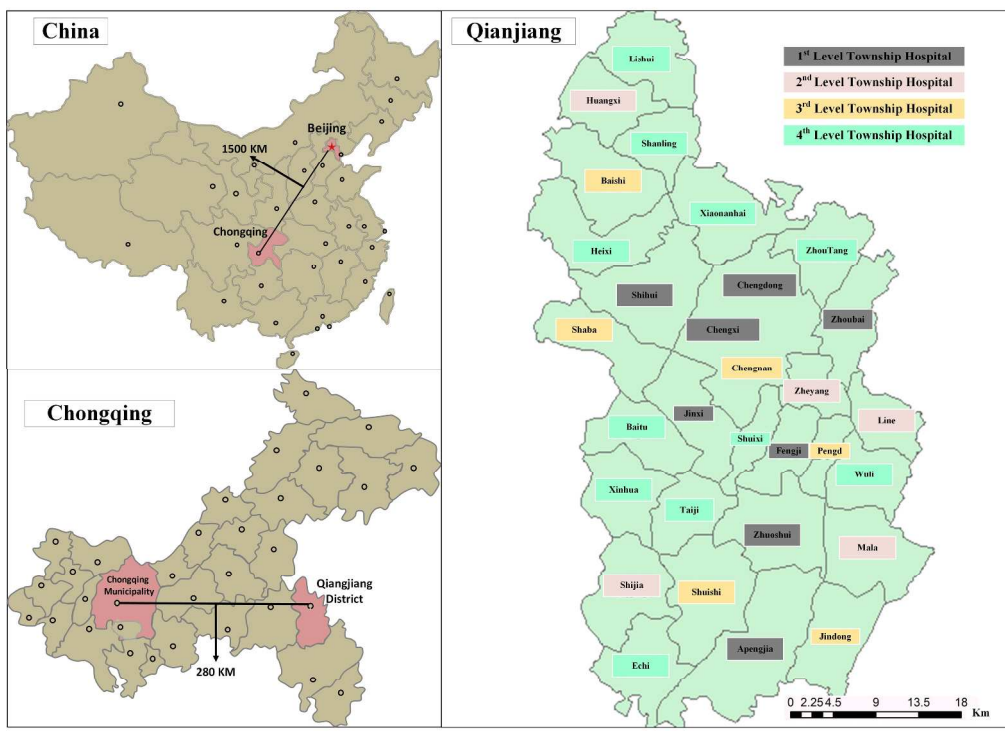 China
Beijing
1500 KM
Chongqing
Chongqing
Chongqing
Municipality
Qiangjiang
District
280 KM
Qianjiang
1st Level Township Hospital
2nd Level Township Hospital
3rd Level Township Hospital
4th Level Township Hospital
Lishui
Huangxi
Shanling
Baishi
Xiaonanhai
Heixi
ZhouTang
Chengdong
Shihui
Zhoubai
Chengxi
Shaba
Chengnan
Zheyang
Jinxi
Line
Baitu
Shuixi
Fengji
Pengd
Wuli
Xinhua
Taiji
Zhuoshui
Mala
Shijia
Shuishi
Jindong
Apengjia
Echi
0 2.25 4.5 9 13.5 18
Km